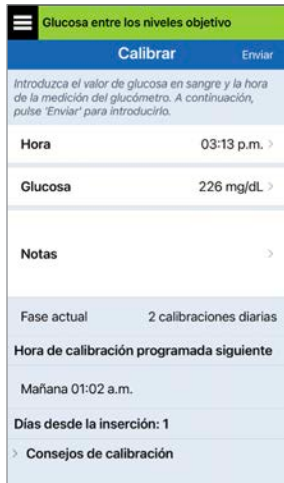 Glucosa entre los niveles objetivo
Calibrar Enviar
Introduzca el valor de glucosa en sangre y la hora
de la medición del glucómetro. A continuación,
pulse 'Enviar' para introducirlo.
Hora 03:13 p.m. >
Glucosa 226 mg/dL >
Notas >
Fase actual 2 calibraciones diarias
Hora de calibración programada siguiente
Mañana 01:02 a.m.
Días desde la inserción: 1
> Consejos de calibración